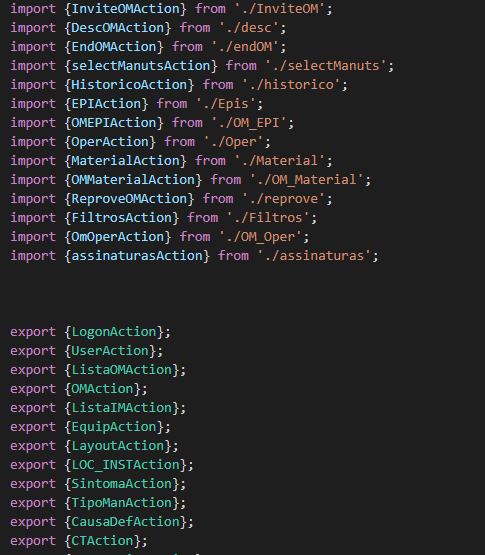 import {InviteOMAction} from './InviteOM';
import {DescOMAction} from './desc';
import {EndOMAction} from './endOM';
import {selectManutsAction} from './selectManuts';
import {HistoricoAction} from './historico';
import {EPIAction} from './Epis';
import {OMEPIAction} from './OM_EPI';
import {OperAction} from './Oper';
import {MaterialAction} from './Material';
import {OMMaterialAction} from './OM_Material';
import {ReproveOMAction} from './reprove';
import {FiltrosAction} from './Filtros';
import {OmOperAction} from './OM_Oper';
import {assinaturasAction} from './assinaturas';
export {LogonAction};
export {UserAction};
export {ListaOMAction};
export {OMAction};
export {ListaIMAction};
export {EquipAction};
export {LayoutAction};
export {LOC_INSTAction};
export {SintomaAction};
export {TipoManAction};
export {CausaDefAction};
export {CTAction};